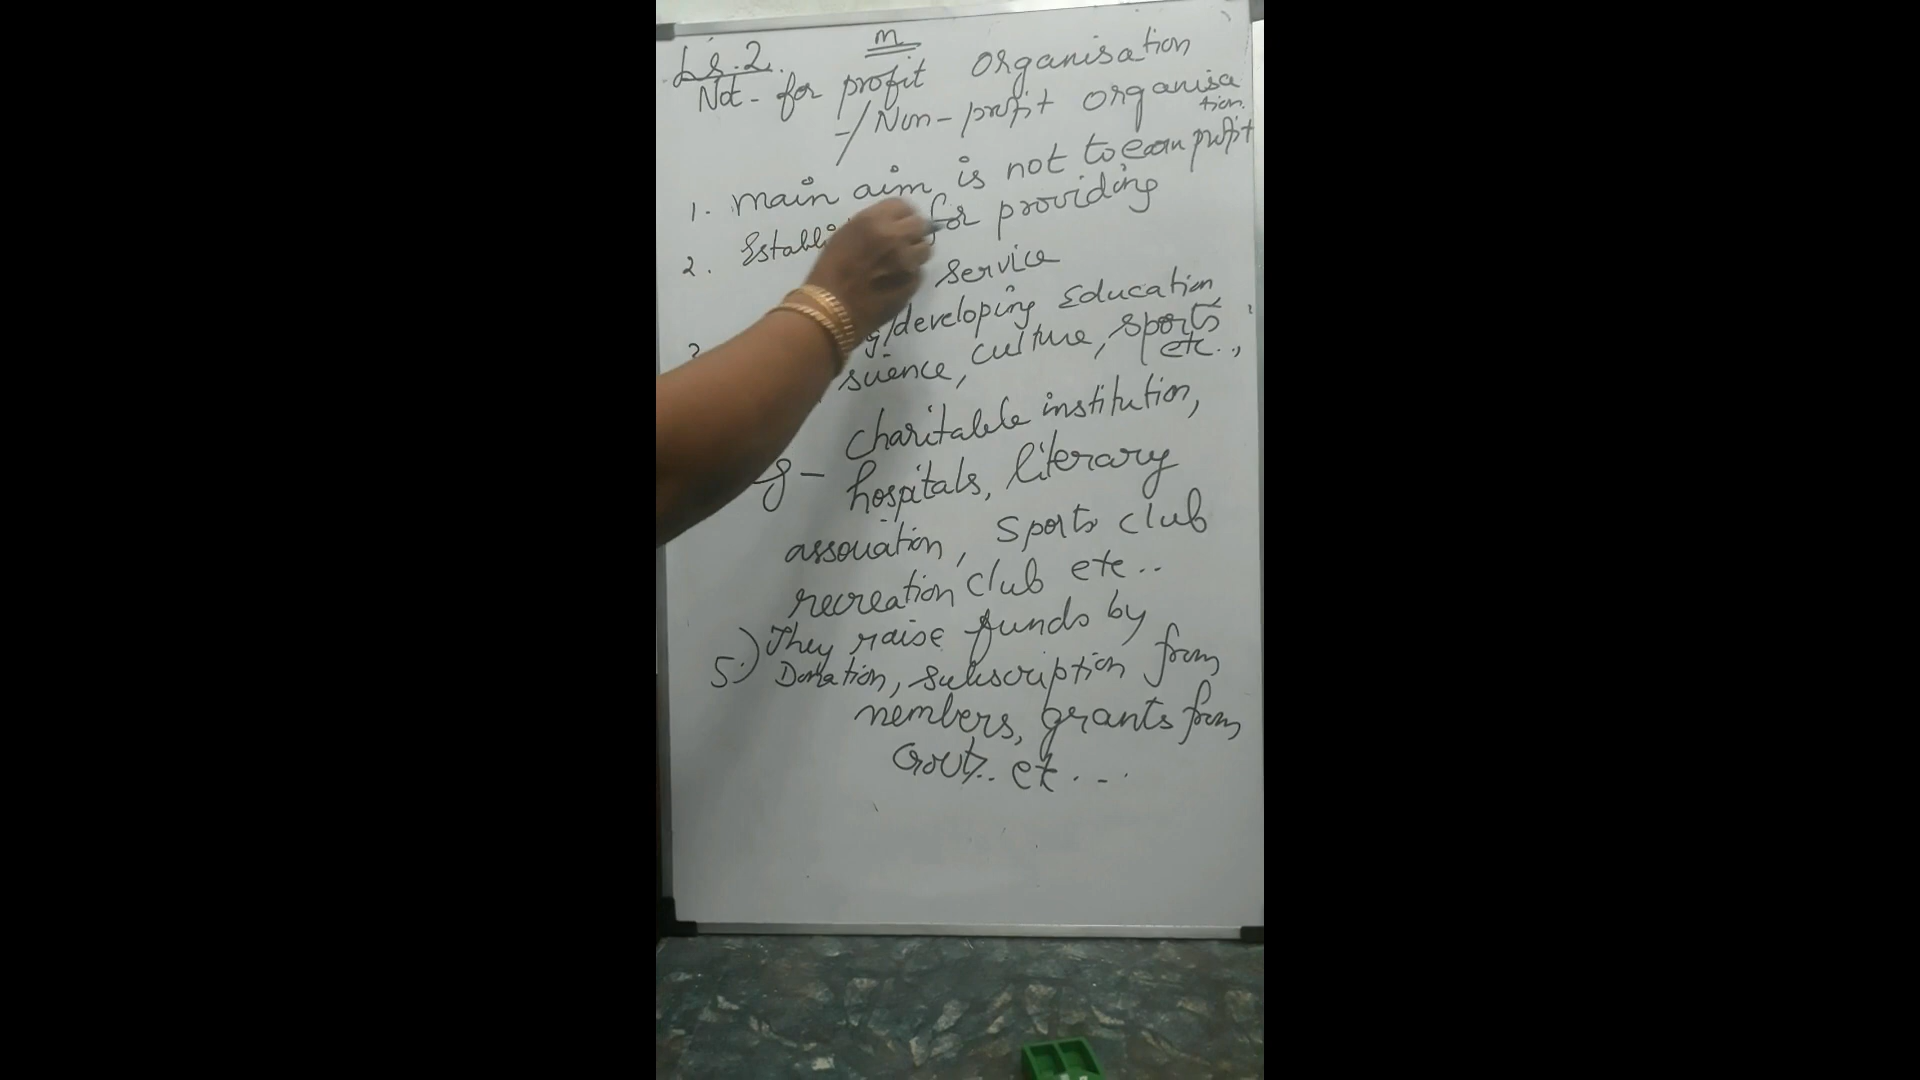 m
Ls.2.
Not - for profit organisation
-/ Non-profit organisa
tion.
1. main aim is not to earn profit
2. for providing
service
/developing Education
science, culture, sports
etc..,
charitable institution,
g - hospitals, literary
association, sports club
recreation club etc..
5.) They raise funds by
Donation, subscription from
members, grants from
Govt.. etc...